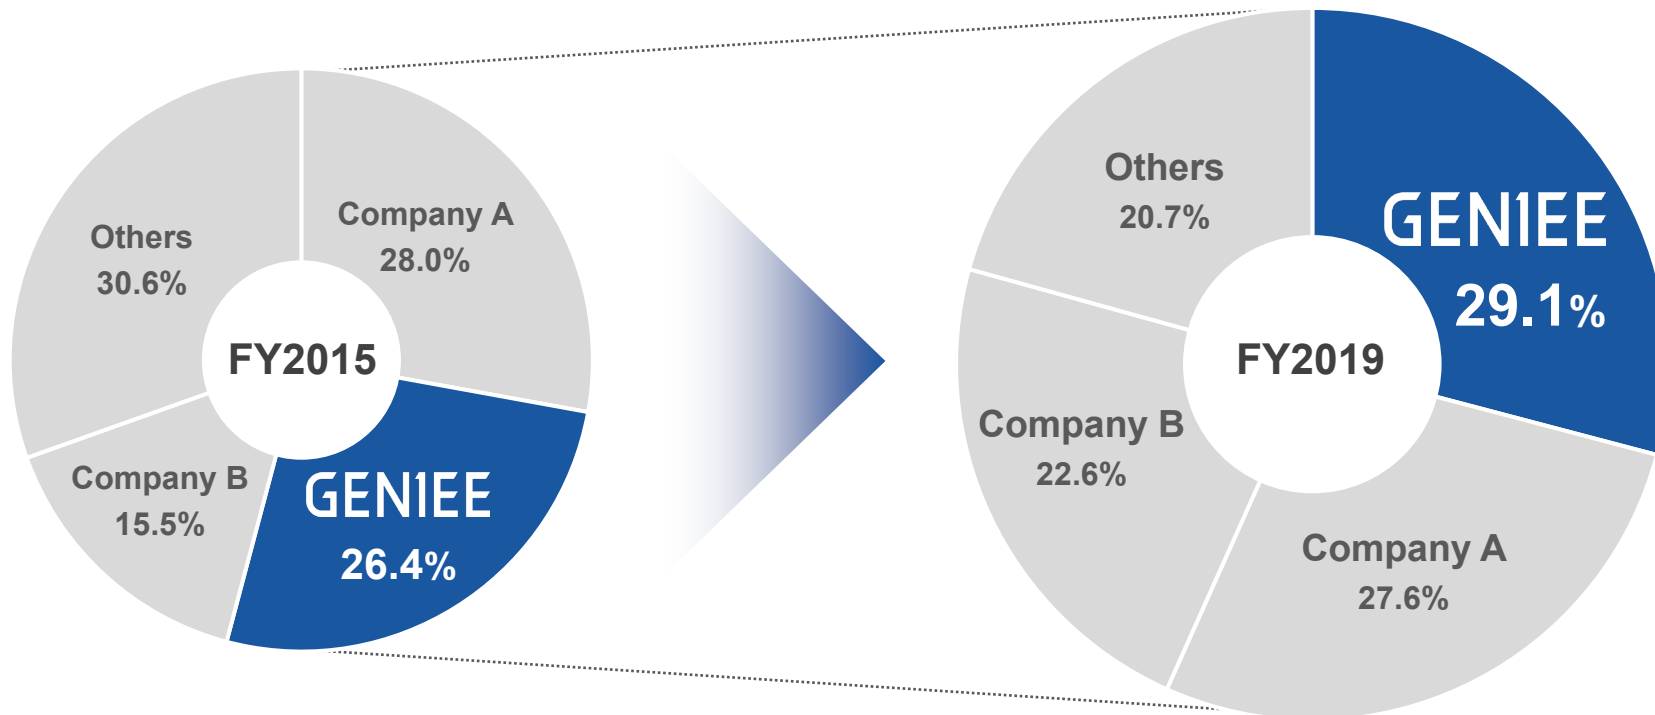 Others
30.6%
Company A
28.0%
FY2015
Company B
15.5%
GENIEE
26.4%
Others
20.7%
GENIEE
29.1%
FY2019
Company B
22.6%
Company A
27.6%